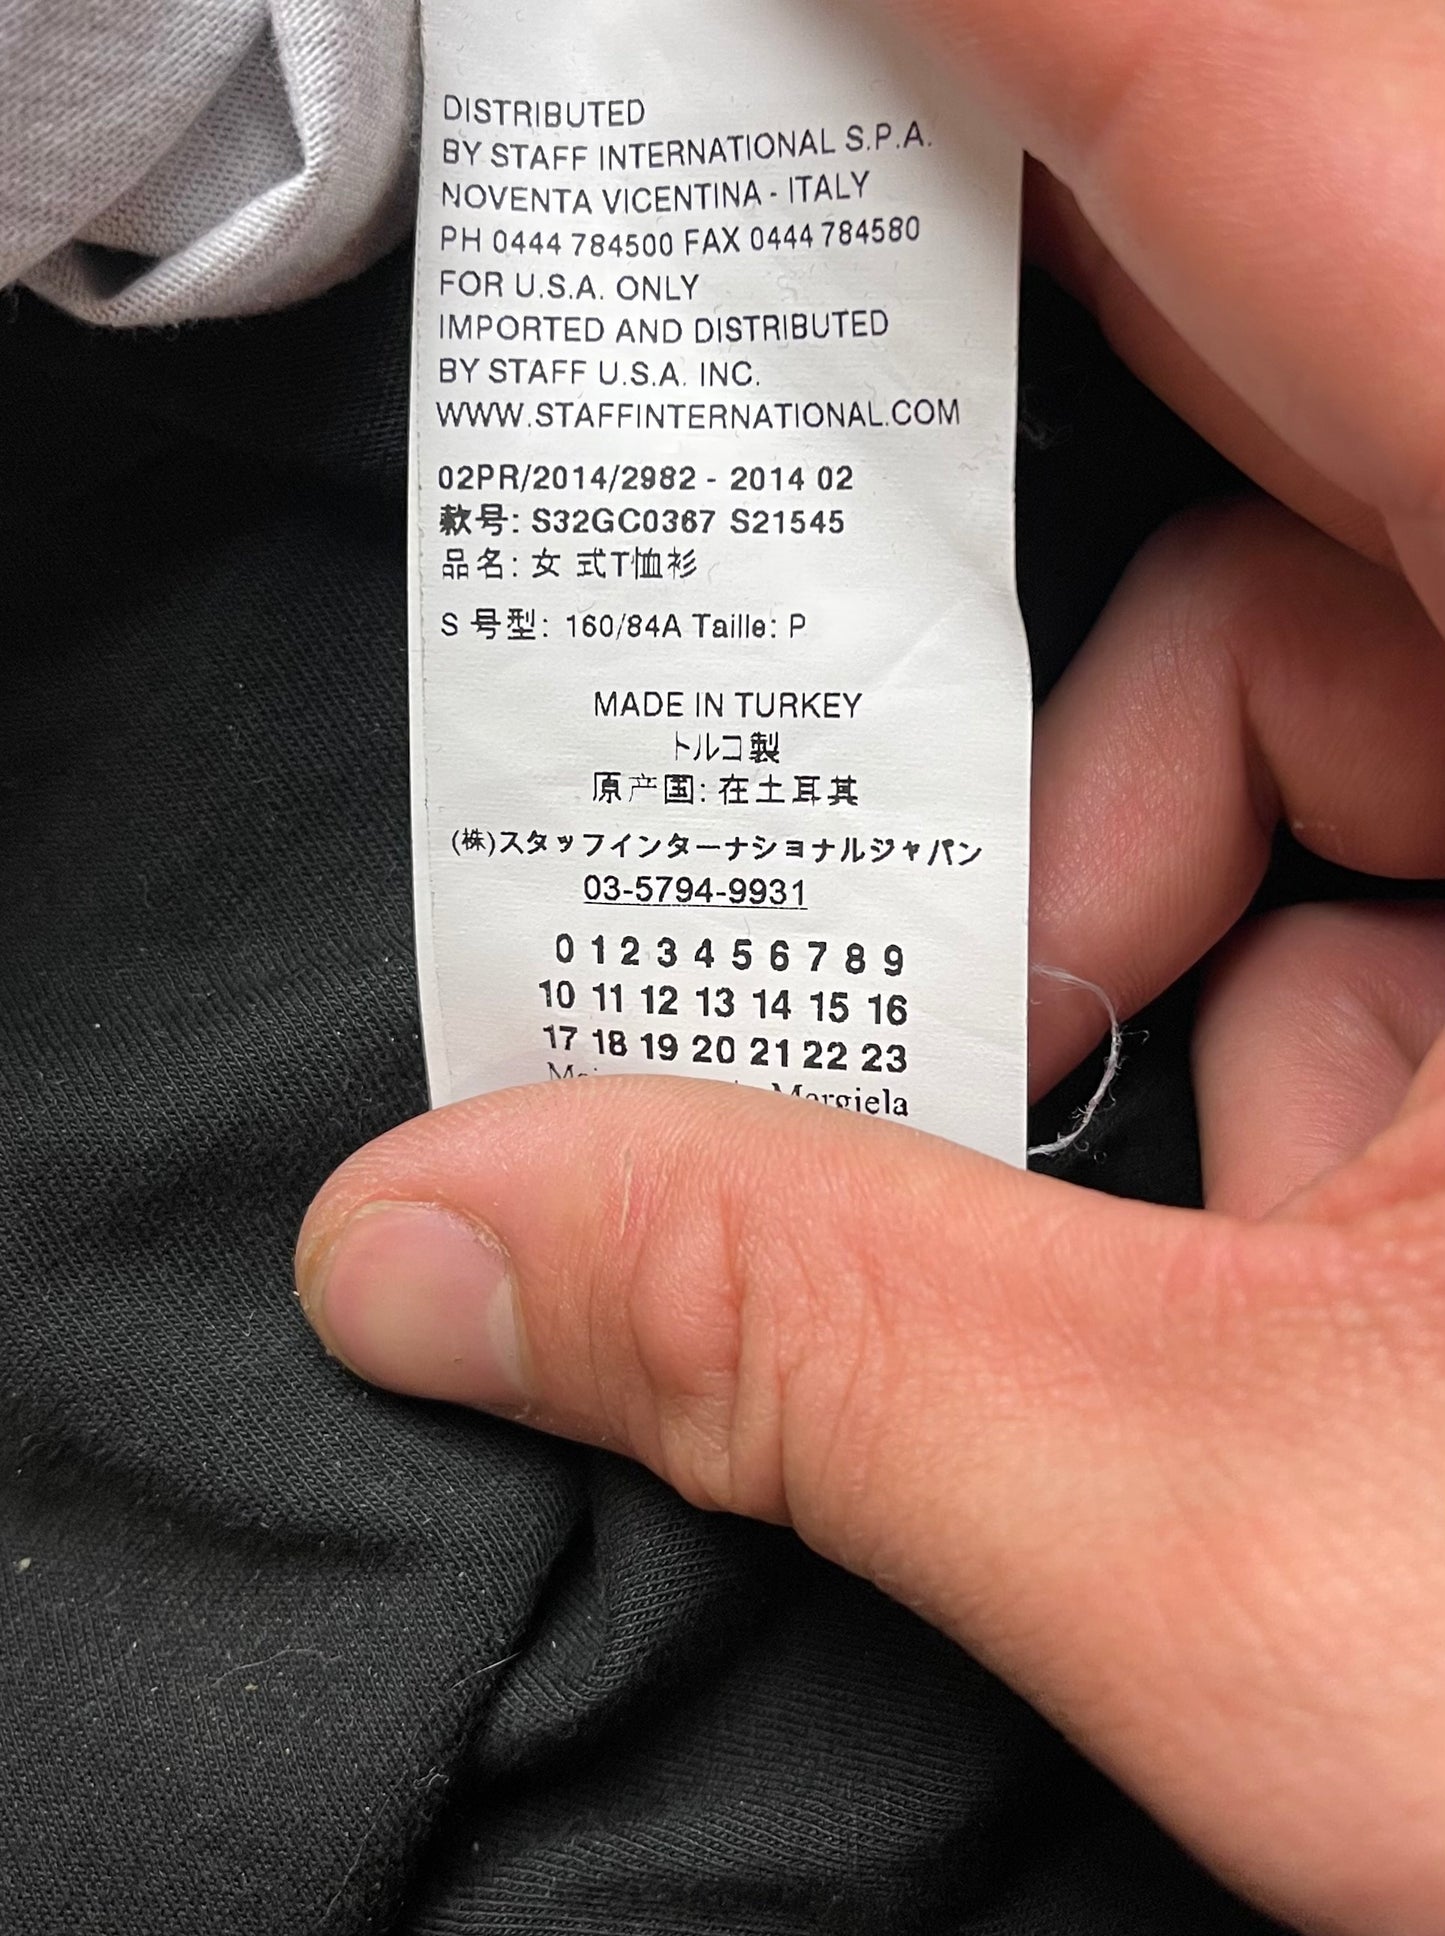 DISTRIBUTED
BY STAFF INTERNATIONAL S.P.A.
NOVENTA VICENTINA - ITALY
PH 0444 784500 FAX 0444 784580
FOR U.S.A. ONLY
IMPORTED AND DISTRIBUTED
BY STAFF U.S.A. INC.
WWW.STAFFINTERNATIONAL.COM
02PR/2014/2982 - 2014 02
款号: S32GC0367 S21545
品名: 女 式T恤衫
S 号型: 160/84A Taille: P
MADE IN TURKEY
トルコ製
原产国: 在土耳其
(株)スタッフインターナショナルジャパン
03-5794-9931
0 1 2 3 4 5 6 7 8 9
10 11 12 13 14 15 16
17 18 19 20 21 22 23
Margiela